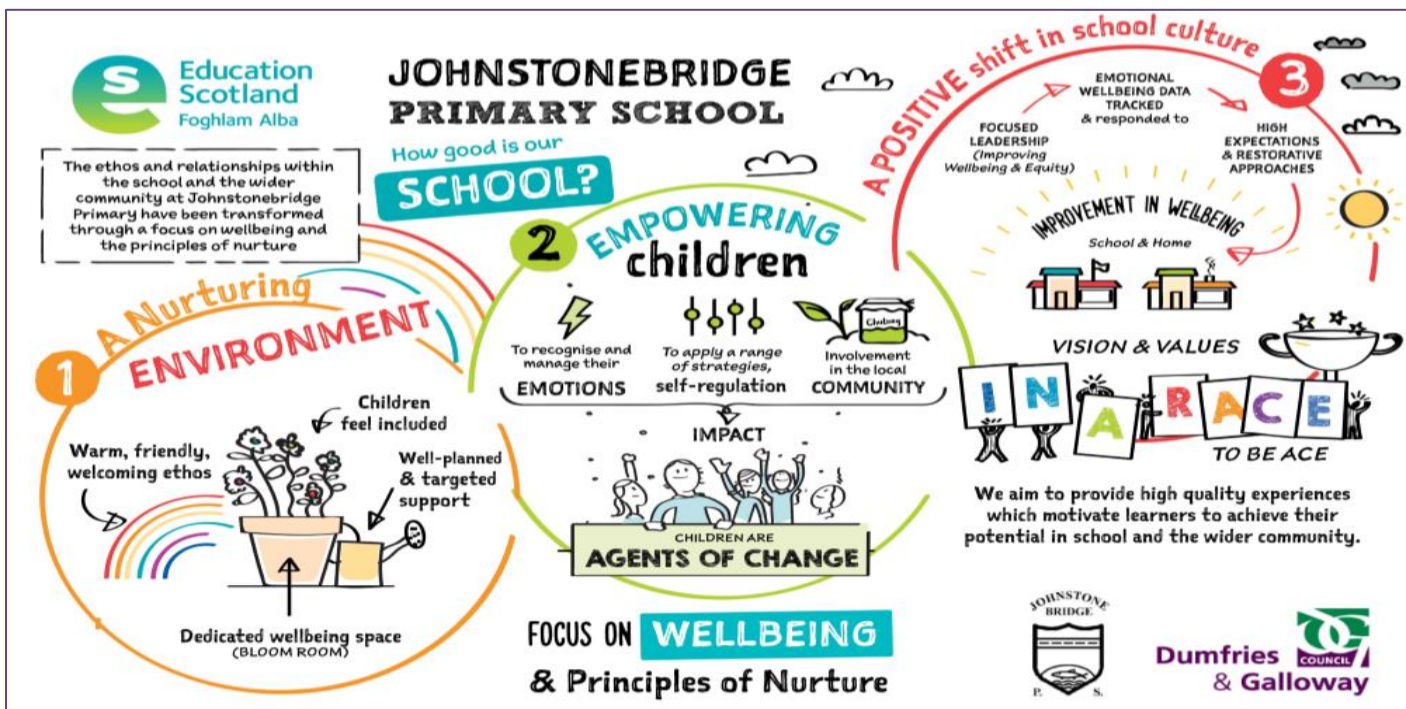 Education
Scotland
Foghlam Alba
JOHNSTONEBRIDGE
PRIMARY SCHOOL
How good is our
SCHOOL?
The ethos and relationships within
the school and the wider
community at Johnstonebridge
Primary have been transformed
through a focus on wellbeing and
the principles of nurture
1
A Nurturing
ENVIRONMENT
Children
feel included
Warm, friendly,
welcoming ethos
Well-planned
& targeted
support
Dedicated wellbeing space
(BLOOM ROOM)
2
EMPOWERING
children
To recognise and
manage their
EMOTIONS
To apply a range
of strategies,
self-regulation
Chutney
Involvement
in the local
COMMUNITY
IMPACT
CHILDREN ARE
AGENTS OF CHANGE
FOCUS ON WELLBEING
& Principles of Nurture
A POSITIVE shift in school culture
3
FOCUSED
LEADERSHIP
(Improving
Wellbeing & Equity)
EMOTIONAL
WELLBEING DATA
TRACKED
& responded to
HIGH
EXPECTATIONS
& RESTORATIVE
APPROACHES
IMPROVEMENT IN WELLBEING
School & Home
VISION & VALUES
IN A RACE
TO BE ACE
We aim to provide high quality experiences
which motivate learners to achieve their
potential in school and the wider community.
JOHNSTONE
BRIDGE
P. S.
DG
COUNCIL
Dumfries
& Galloway